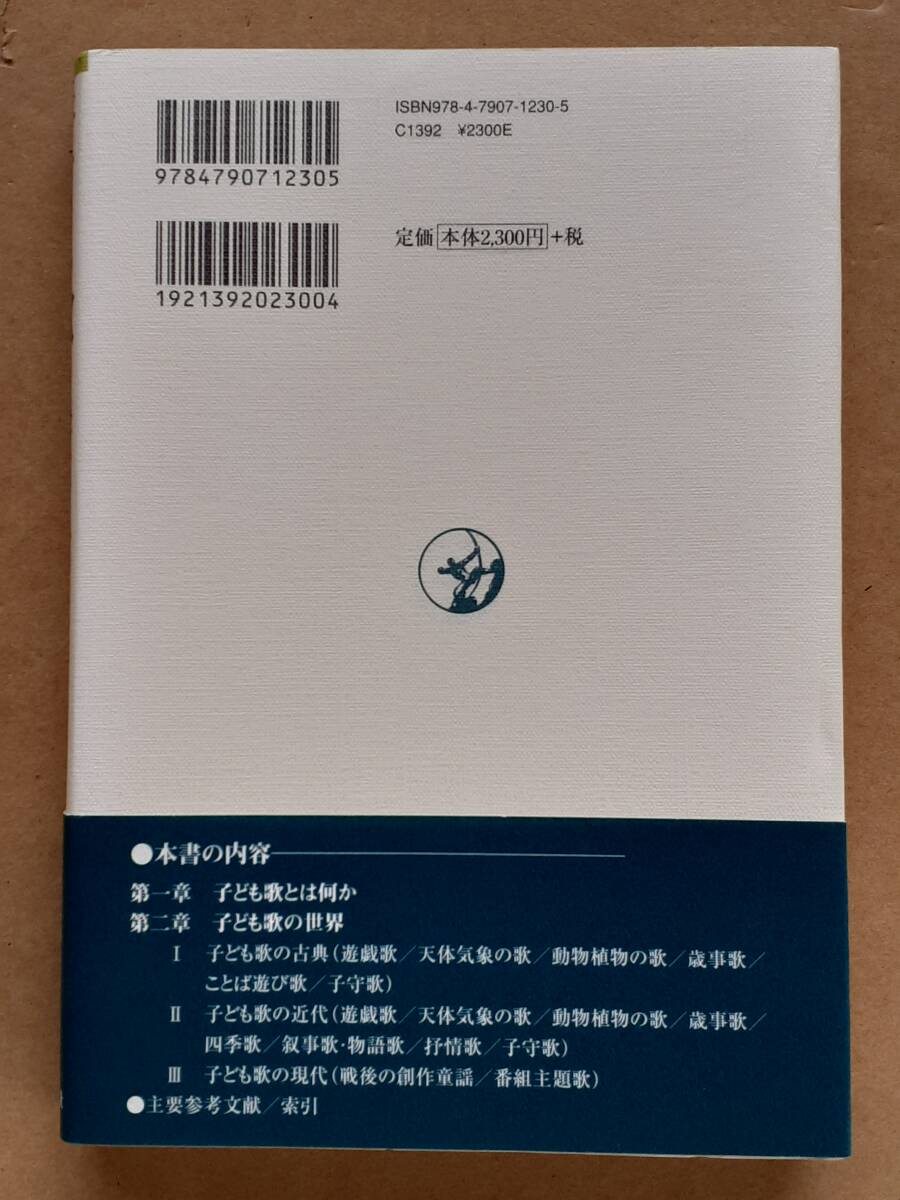 ISBN978-4-7907-1230-5
C1392 ¥2300E
9784790712305
定価 本体2,300円 +税
1921392023004
●本書の内容
第一章 子ども歌とは何か
第二章 子ども歌の世界
Ⅰ 子ども歌の古典(遊戯歌/天体気象の歌/動物植物の歌/歳事歌/
ことば遊び歌/子守歌)
Ⅱ 子ども歌の近代(遊戯歌/天体気象の歌/動物植物の歌/歳事歌/
四季歌/叙事歌・物語歌/抒情歌/子守歌)
Ⅲ 子ども歌の現代(戦後の創作童謡/番組主題歌)
●主要参考文献/索引